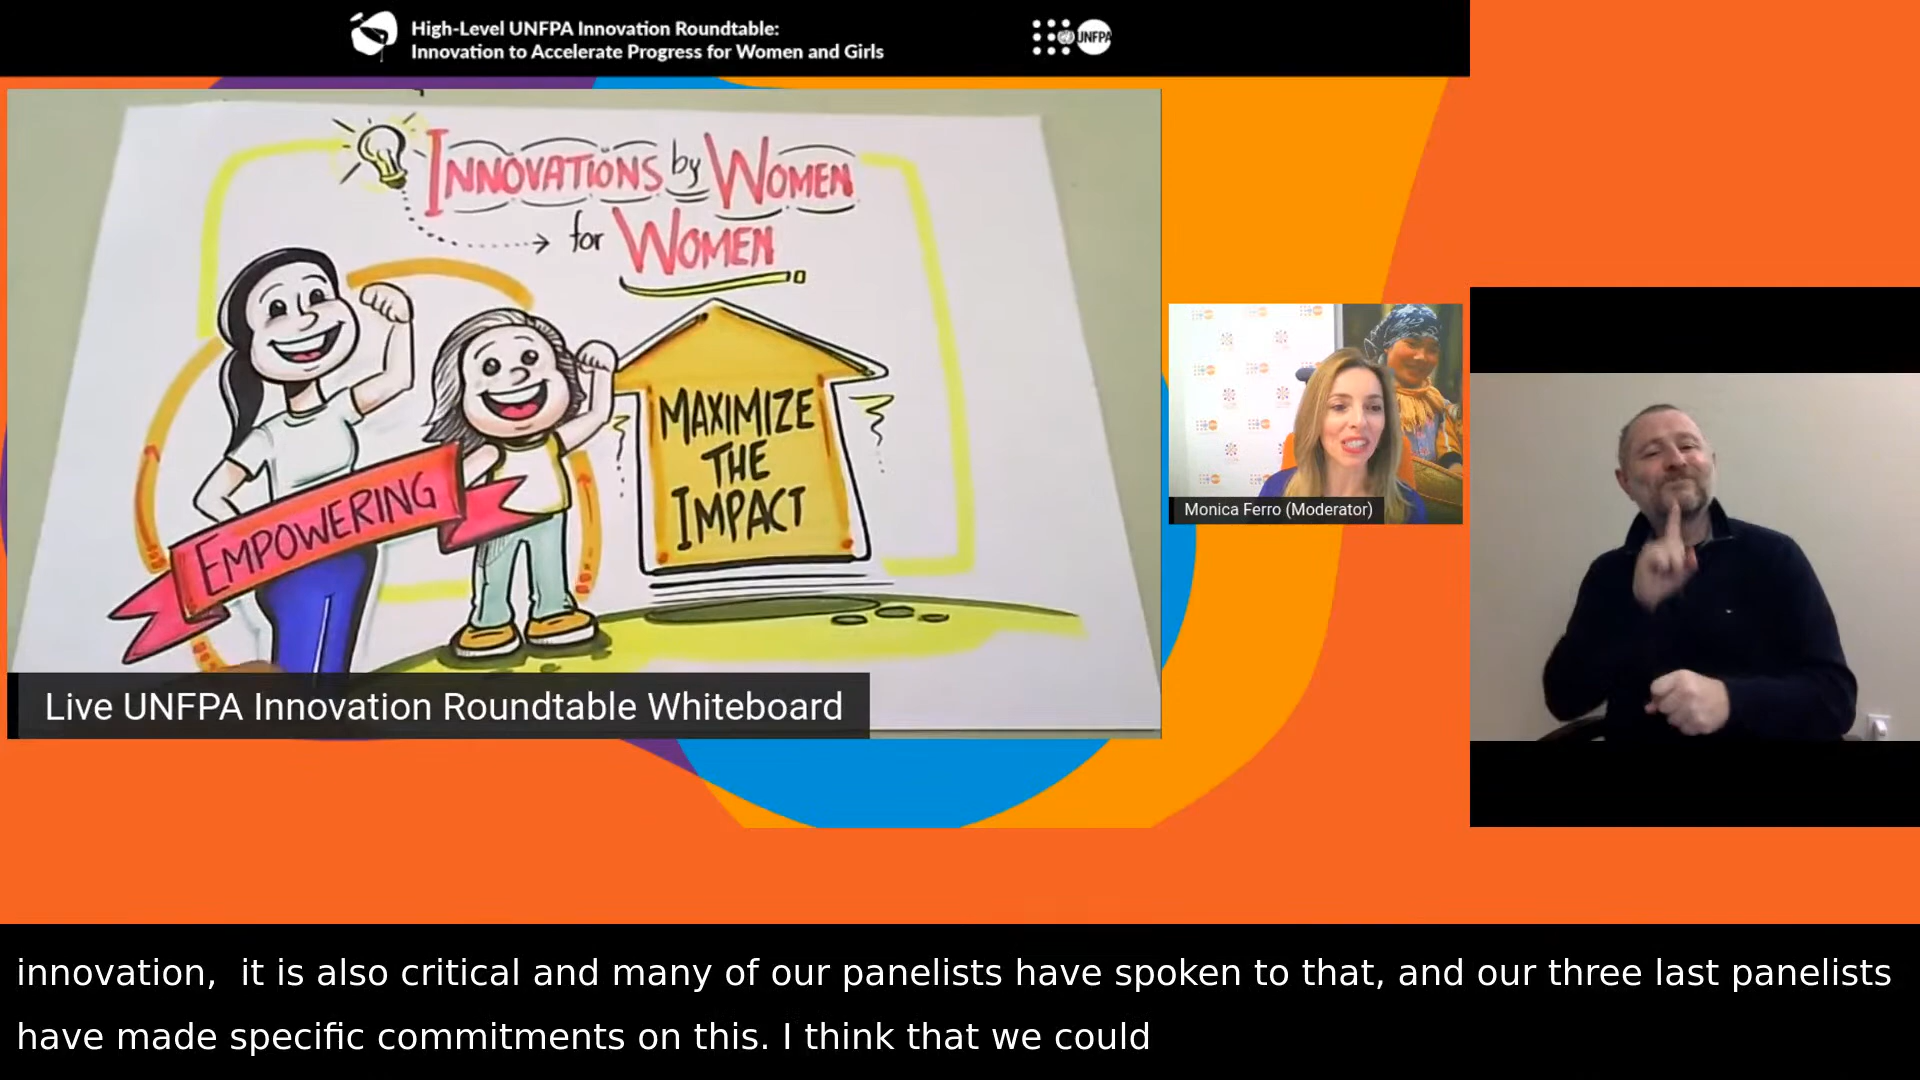 High-Level UNFPA Innovation Roundtable:
Innovation to Accelerate Progress for Women and Girls
UNFPA
INNOVATIONS by WOMEN
for WOMEN
MAXIMIZE
THE
IMPACT
EMPOWERING
Monica Ferro (Moderator)
Live UNFPA Innovation Roundtable Whiteboard
innovation,  it is also critical and many of our panelists have spoken to that, and our three last panelists
have made specific commitments on this. I think that we could